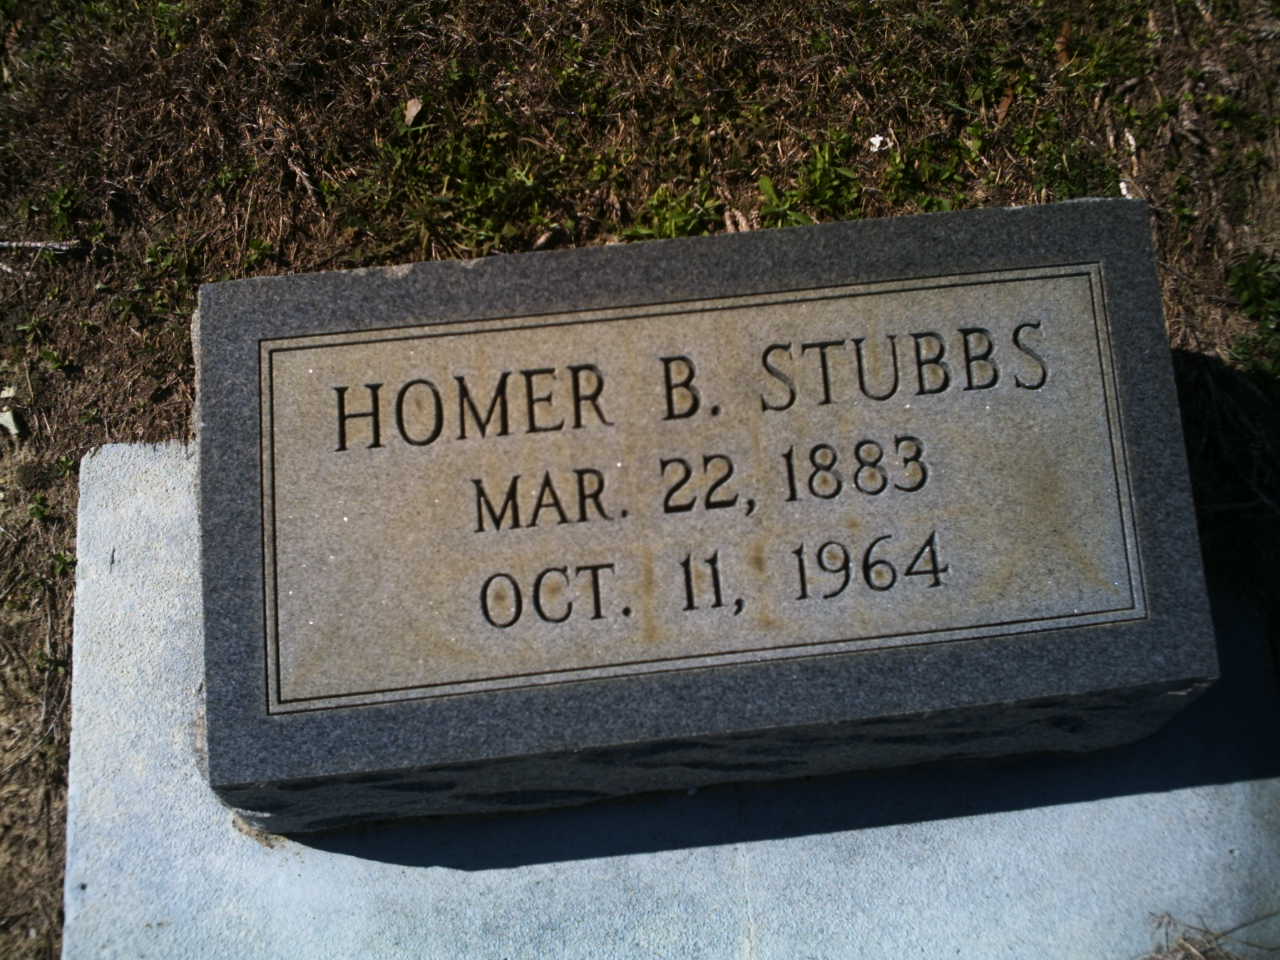 HOMER B. STUBBS
MAR. 22, 1883
OCT. 11, 1964